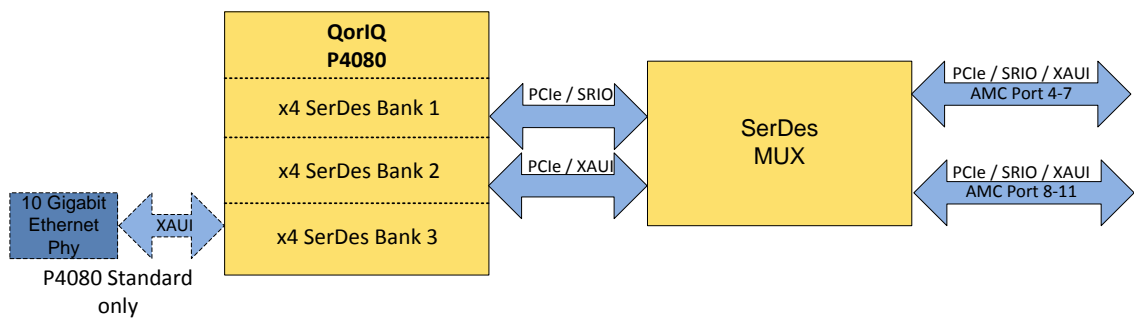 QorIQ
P4080
x4 SerDes Bank 1
x4 SerDes Bank 2
x4 SerDes Bank 3
10 Gigabit
Ethernet
Phy
XAUI
P4080 Standard
only
PCIe / SRIO
PCIe / XAUI
SerDes
MUX
PCIe / SRIO / XAUI
AMC Port 4-7
PCIe / SRIO / XAUI
AMC Port 8-11